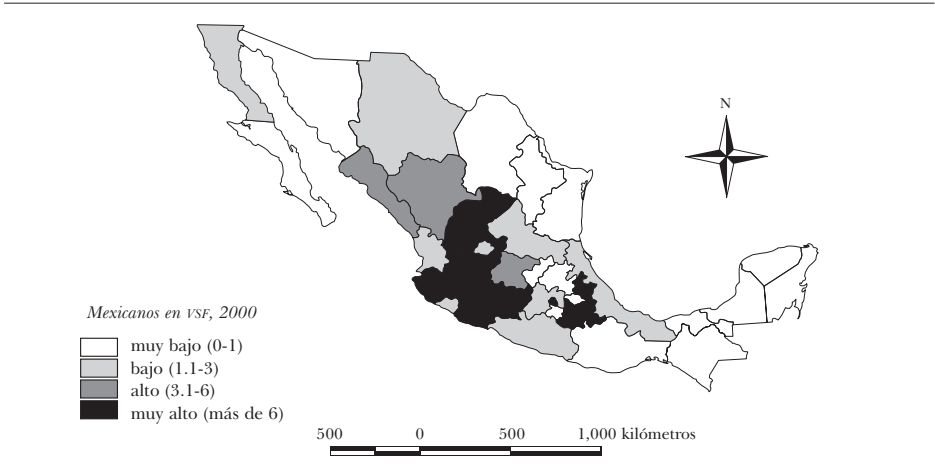 N
Mexicanos en VSF, 2000
muy bajo (0-1)
bajo (1.1-3)
alto (3.1-6)
muy alto (más de 6)
500 0 500 1,000 kilómetros